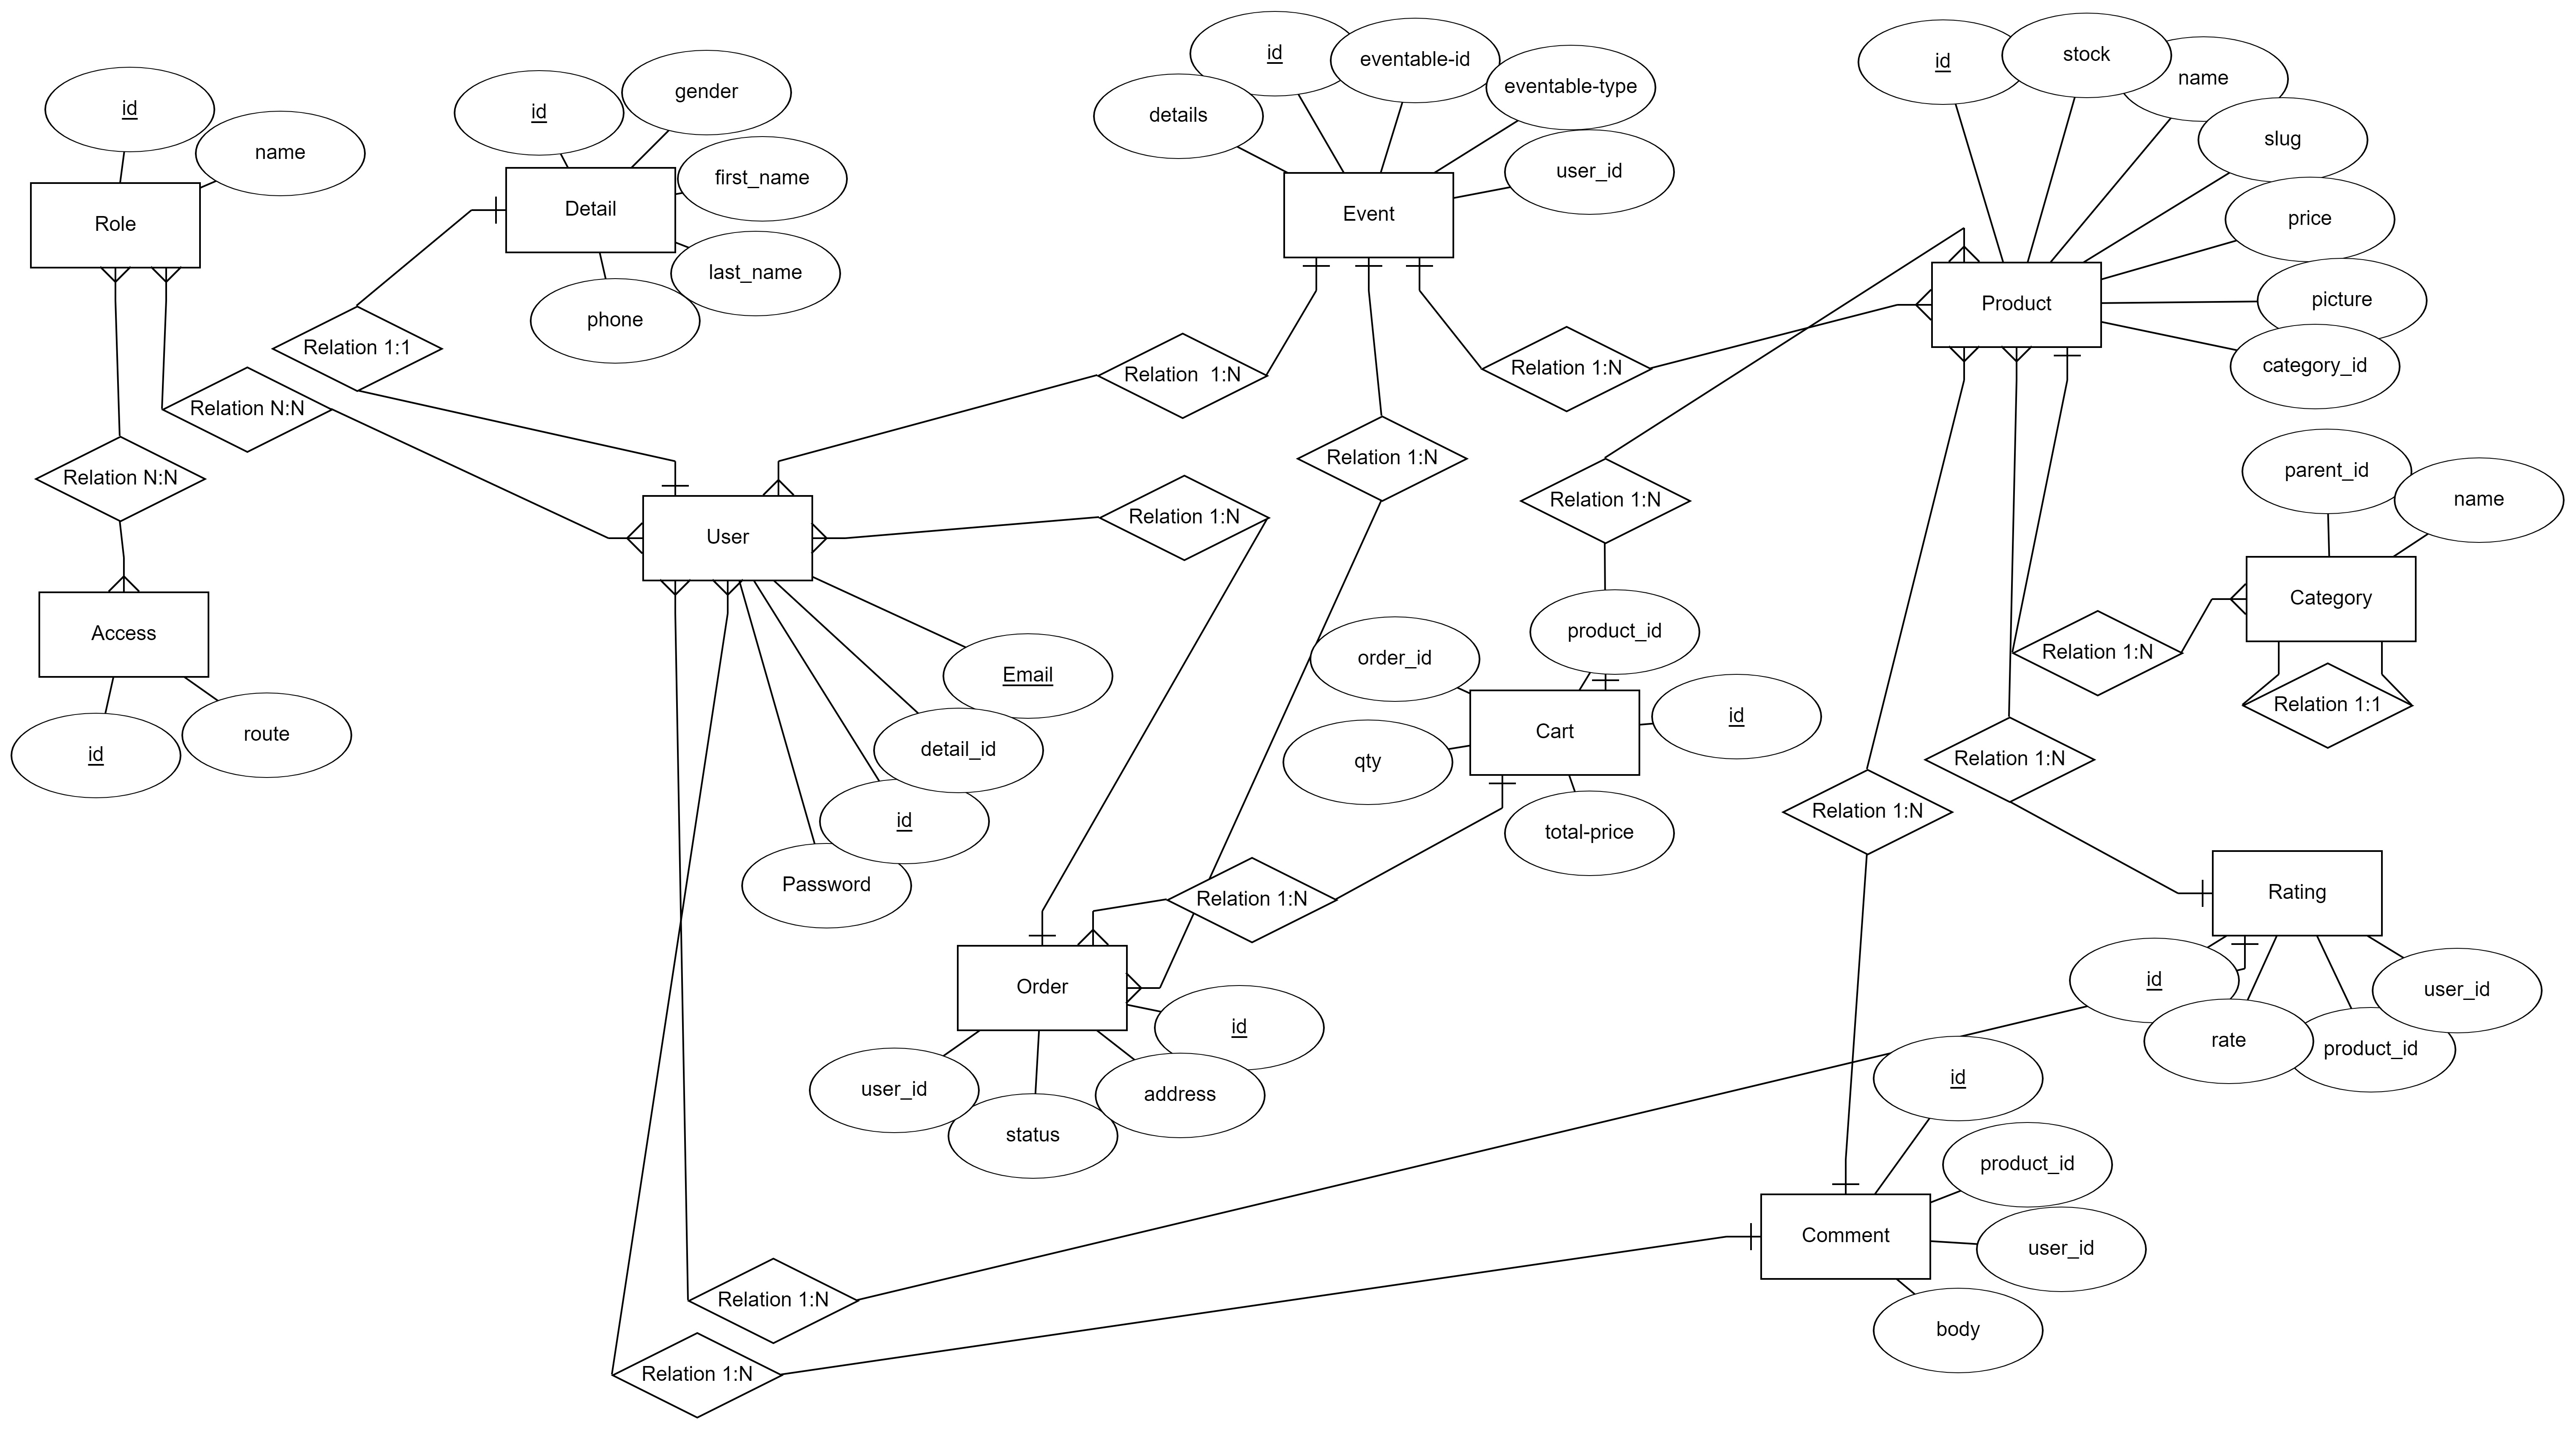 id
eventable-id
eventable-type
details
user_id
Event
id
stock
name
slug
price
picture
category_id
Product
id
name
Role
id
gender
first_name
last_name
phone
Detail
Relation 1:1
Relation N:N
Relation N:N
Relation  1:N
Relation 1:N
Relation 1:N
Relation 1:N
Relation 1:N
User
Access
id
route
Email
detail_id
id
Password
parent_id
name
Category
Relation 1:N
Relation 1:1
product_id
order_id
id
Cart
qty
total-price
Relation 1:N
Relation 1:N
Relation 1:N
Rating
id
rate
product_id
user_id
Order
id
user_id
status
address
id
product_id
user_id
body
Comment
Relation 1:N
Relation 1:N